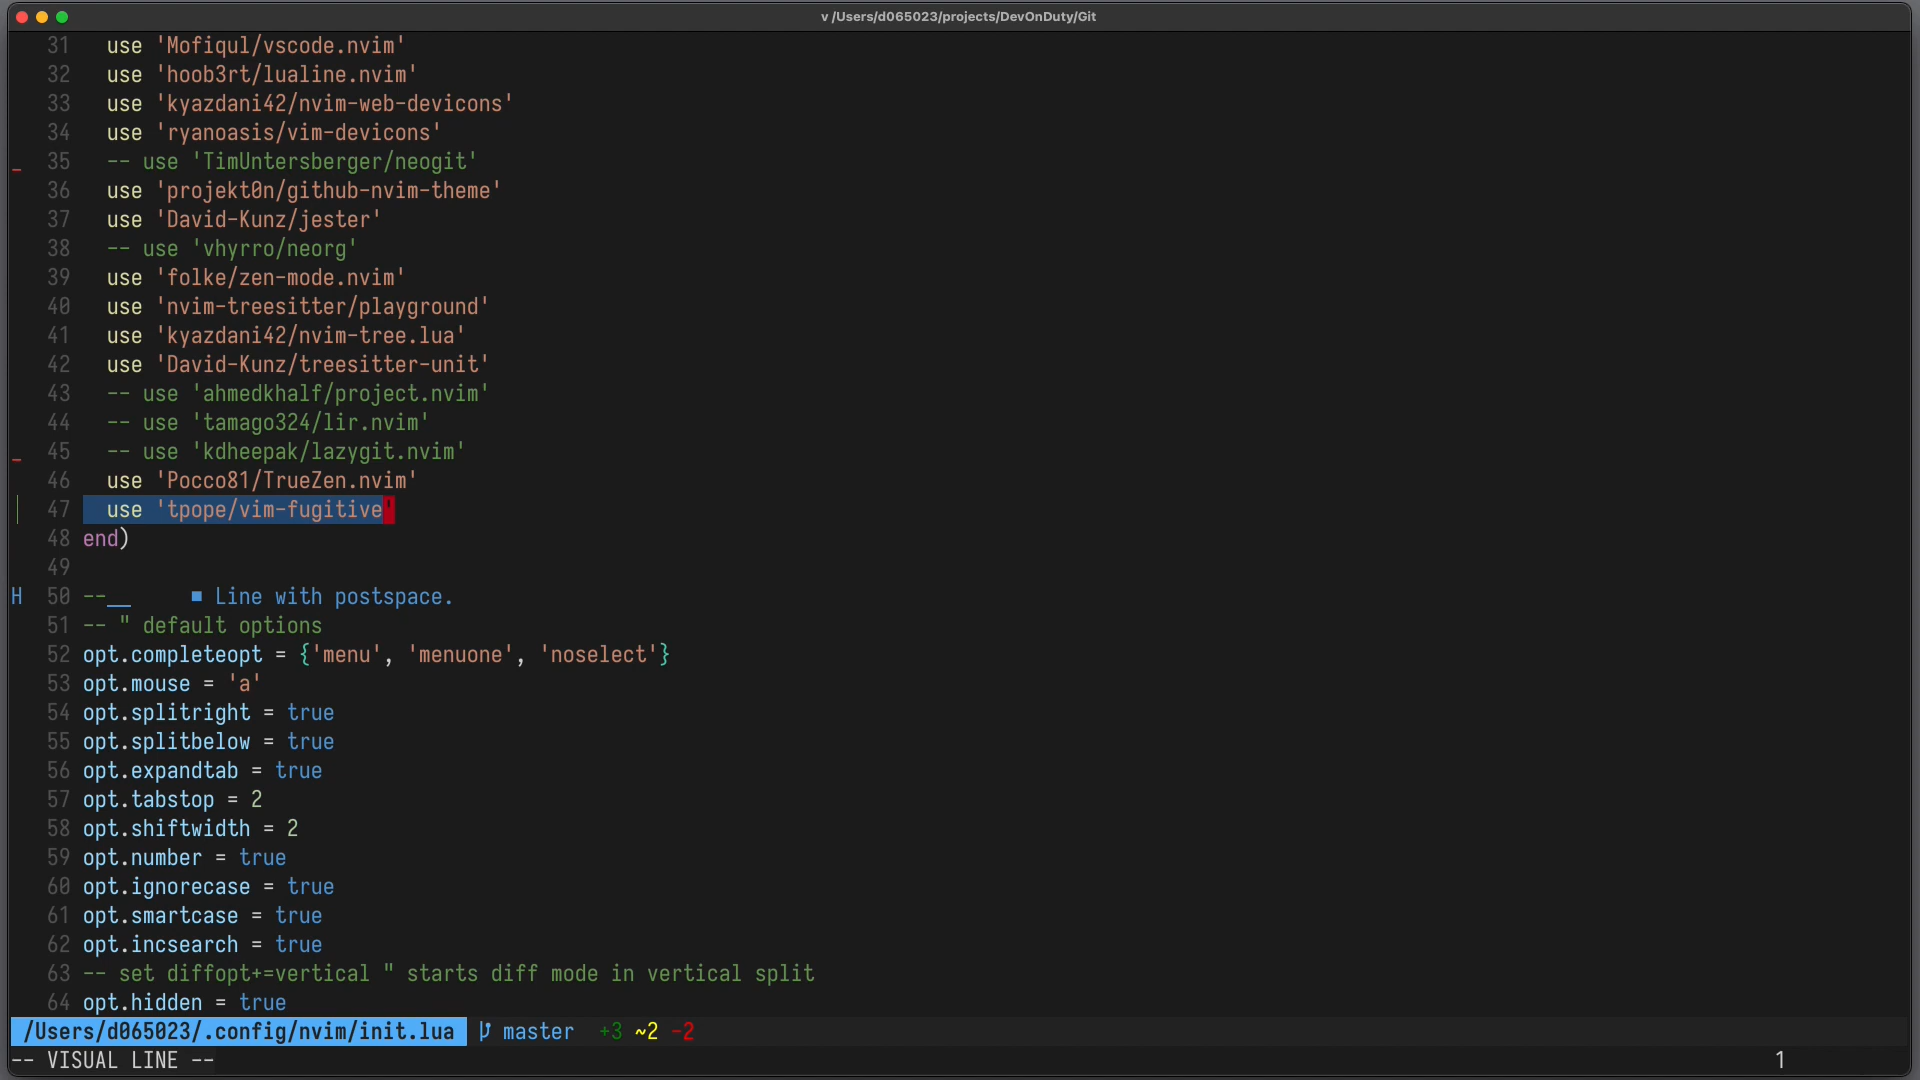 v /Users/d065023/projects/DevOnDuty/Git
31 use 'Mofiqul/vscode.nvim'
32 use 'hoob3rt/lualine.nvim'
33 use 'kyazdani42/nvim-web-devicons'
34 use 'ryanoasis/vim-devicons'
_ 35 -- use 'TimUntersberger/neogit'
36 use 'projekt0n/github-nvim-theme'
37 use 'David-Kunz/jester'
38 -- use 'vhyrro/neorg'
39 use 'folke/zen-mode.nvim'
40 use 'nvim-treesitter/playground'
41 use 'kyazdani42/nvim-tree.lua'
42 use 'David-Kunz/treesitter-unit'
43 -- use 'ahmedkhalf/project.nvim'
44 -- use 'tamago324/lir.nvim'
_ 45 -- use 'kdheepak/lazygit.nvim'
46 use 'Pocco81/TrueZen.nvim'
│ 47 use 'tpope/vim-fugitive'
48 end)
49
H 50 --__ ■ Line with postspace.
51 -- " default options
52 opt.completeopt = {'menu', 'menuone', 'noselect'}
53 opt.mouse = 'a'
54 opt.splitright = true
55 opt.splitbelow = true
56 opt.expandtab = true
57 opt.tabstop = 2
58 opt.shiftwidth = 2
59 opt.number = true
60 opt.ignorecase = true
61 opt.smartcase = true
62 opt.incsearch = true
63 -- set diffopt+=vertical " starts diff mode in vertical split
64 opt.hidden = true
/Users/d065023/.config/nvim/init.lua master +3 ~2 -2
-- VISUAL LINE -- 1